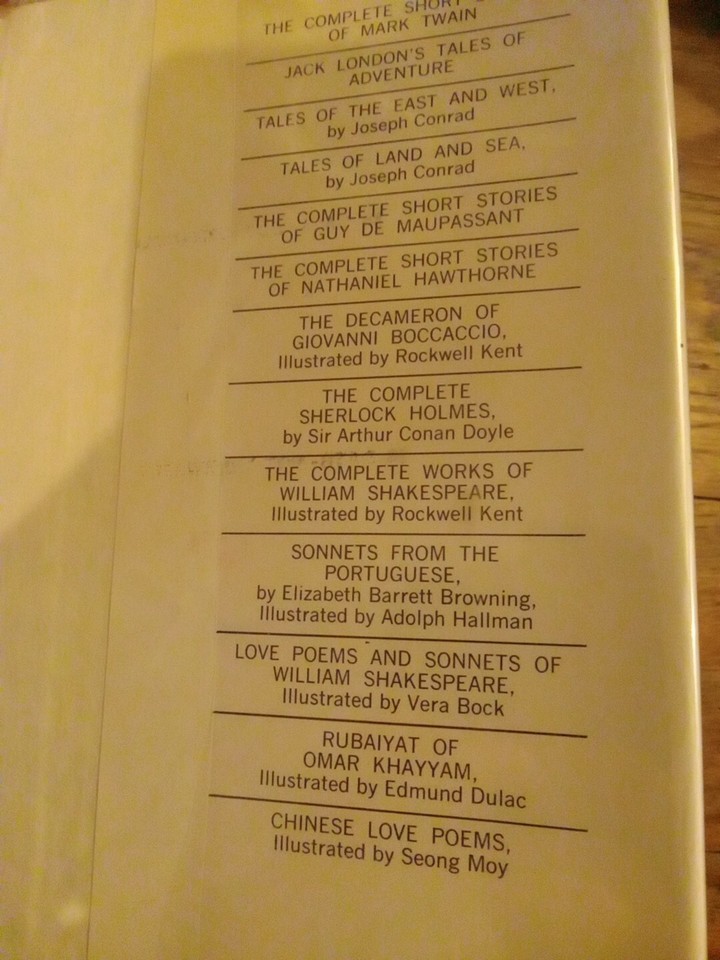 THE COMPLETE SHORT
OF MARK TWAIN
JACK LONDON'S TALES OF
ADVENTURE
TALES OF THE EAST AND WEST,
by Joseph Conrad
TALES OF LAND AND SEA,
by Joseph Conrad
THE COMPLETE SHORT STORIES
OF GUY DE MAUPASSANT
THE COMPLETE SHORT STORIES
OF NATHANIEL HAWTHORNE
THE DECAMERON OF
GIOVANNI BOCCACCIO,
Illustrated by Rockwell Kent
THE COMPLETE
SHERLOCK HOLMES,
by Sir Arthur Conan Doyle
THE COMPLETE WORKS OF
WILLIAM SHAKESPEARE,
Illustrated by Rockwell Kent
SONNETS FROM THE
PORTUGUESE,
by Elizabeth Barrett Browning,
Illustrated by Adolph Hallman
LOVE POEMS AND SONNETS OF
WILLIAM SHAKESPEARE,
Illustrated by Vera Bock
RUBAIYAT OF
OMAR KHAYYAM,
Illustrated by Edmund Dulac
CHINESE LOVE POEMS,
Illustrated by Seong Moy